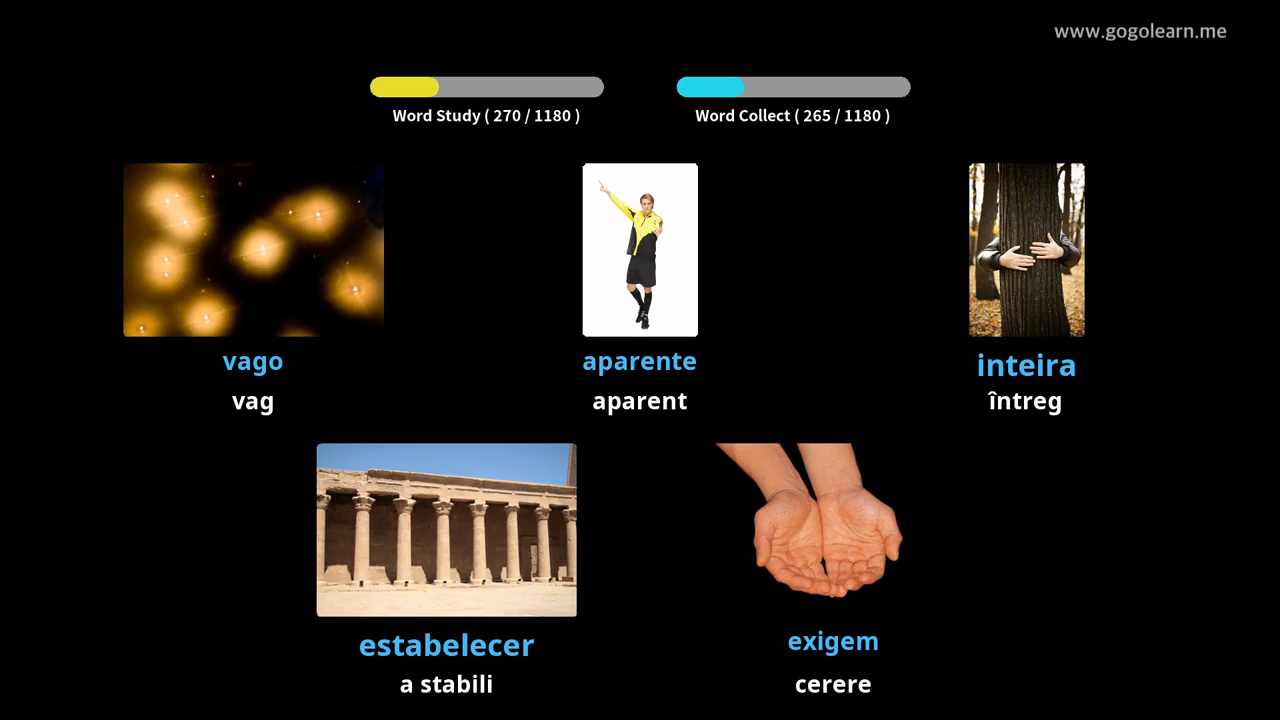 www.gogolearn.me
Word Study ( 270 / 1180 )
Word Collect ( 265 / 1180 )
vago
vag
aparente
aparent
inteira
întreg
estabelecer
a stabili
exigem
cerere